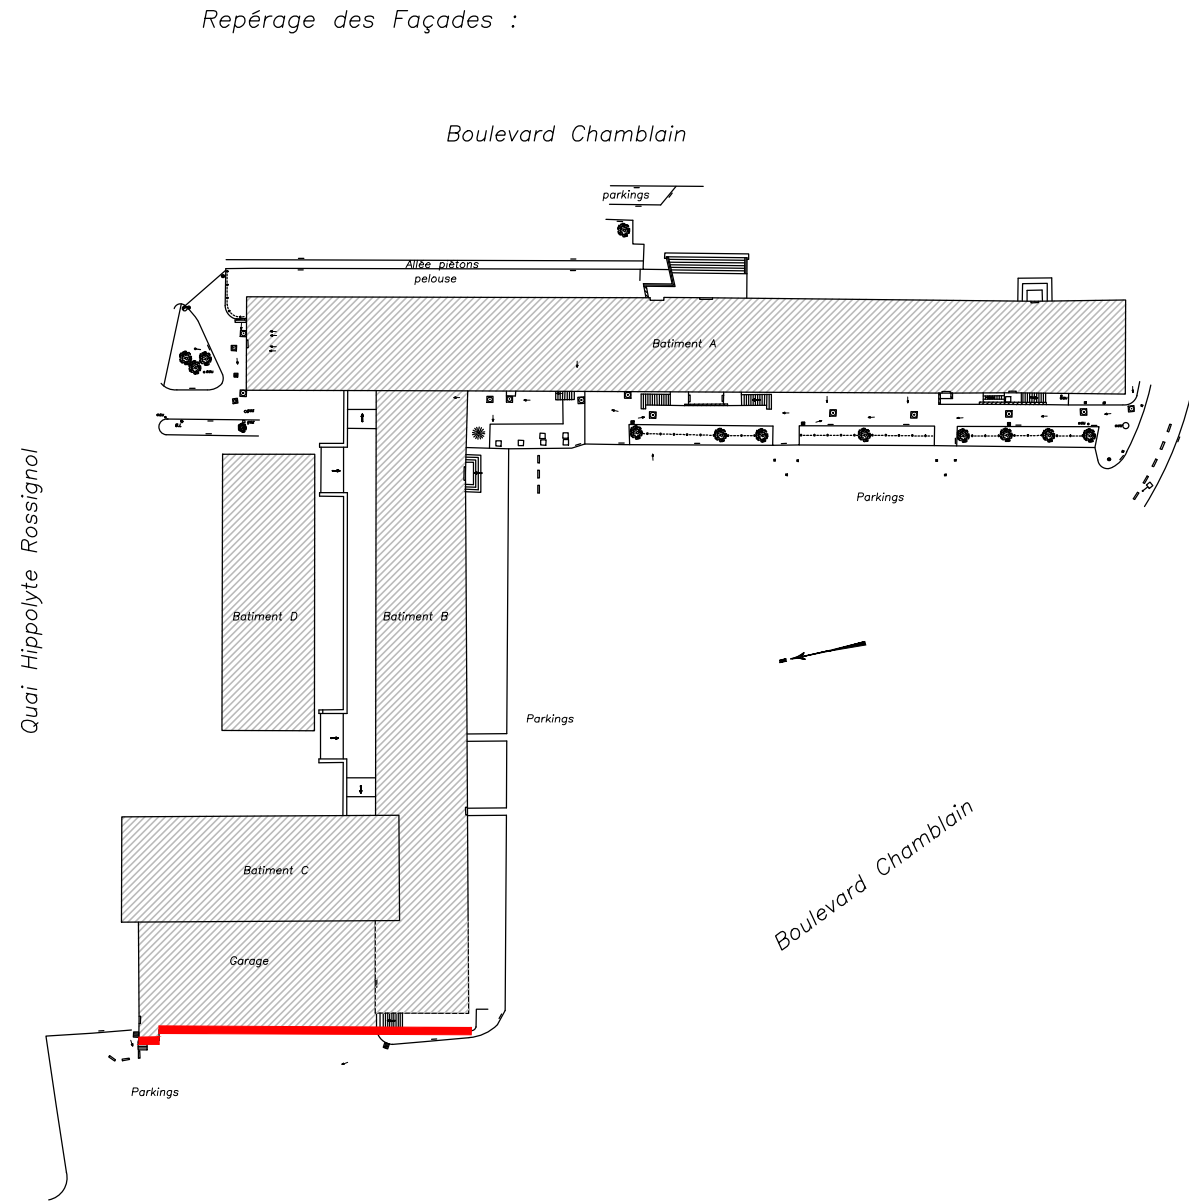 Repérage des Façades :
Boulevard Chamblain
parkings
Allée piétons
pelouse
Batiment A
Parkings
Quai Hippolyte Rossignol
Batiment D
Batiment B
Parkings
Boulevard Chamblain
Batiment C
Garage
Parkings